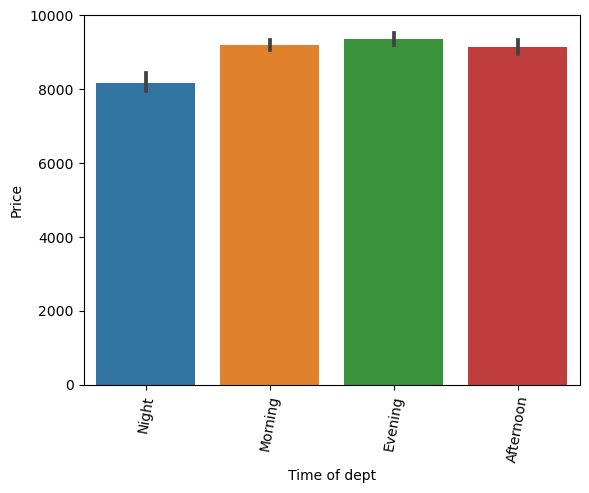 10000
8000
6000
4000
2000
0
Price
Night
Morning
Evening
Afternoon
Time of dept